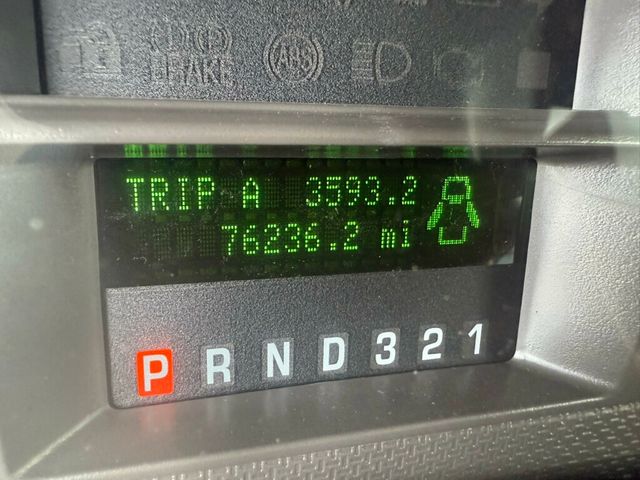 BRAKE
ABS
TRIP A 3593.2
76236.2 mi
P R N D 3 2 1